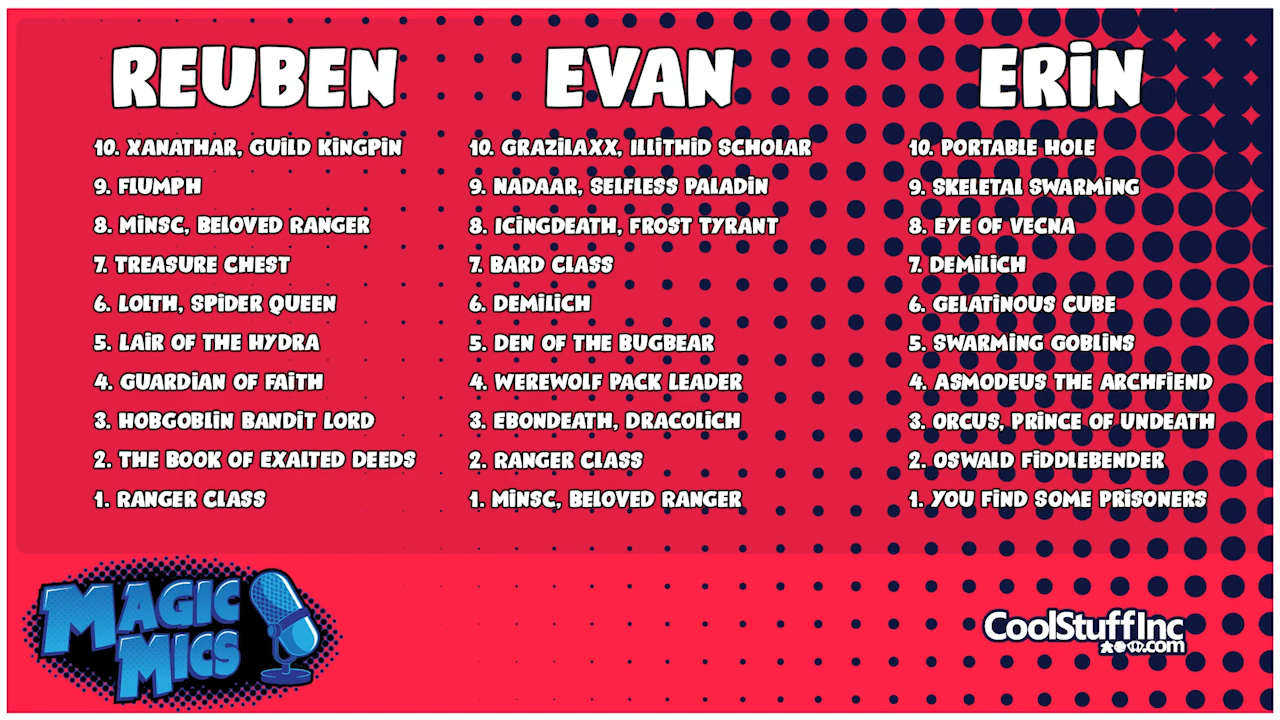 REUBEN
10. XANATHAR, GUILD KINGPIN
9. FLUMPH
8. MINSC, BELOVED RANGER
7. TREASURE CHEST
6. LOLTH, SPIDER QUEEN
5. LAIR OF THE HYDRA
4. GUARDIAN OF FAITH
3. HOBGOBLIN BANDIT LORD
2. THE BOOK OF EXALTED DEEDS
1. RANGER CLASS
EVAN
10. GRAZILAXX, ILLITHID SCHOLAR
9. NADAAR, SELFLESS PALADIN
8. ICINGDEATH, FROST TYRANT
7. BARD CLASS
6. DEMILICH
5. DEN OF THE BUGBEAR
4. WEREWOLF PACK LEADER
3. EBONDEATH, DRACOLICH
2. RANGER CLASS
1. MINSC, BELOVED RANGER
ERIN
10. PORTABLE HOLE
9. SKELETAL SWARMING
8. EYE OF VECNA
7. DEMILICH
6. GELATINOUS CUBE
5. SWARMING GOBLINS
4. ASMODEUS THE ARCHFIEND
3. ORCUS, PRINCE OF UNDEATH
2. OSWALD FIDDLEBENDER
1. YOU FIND SOME PRISONERS
MAGIC
MICS
CoolStuffInc
.com